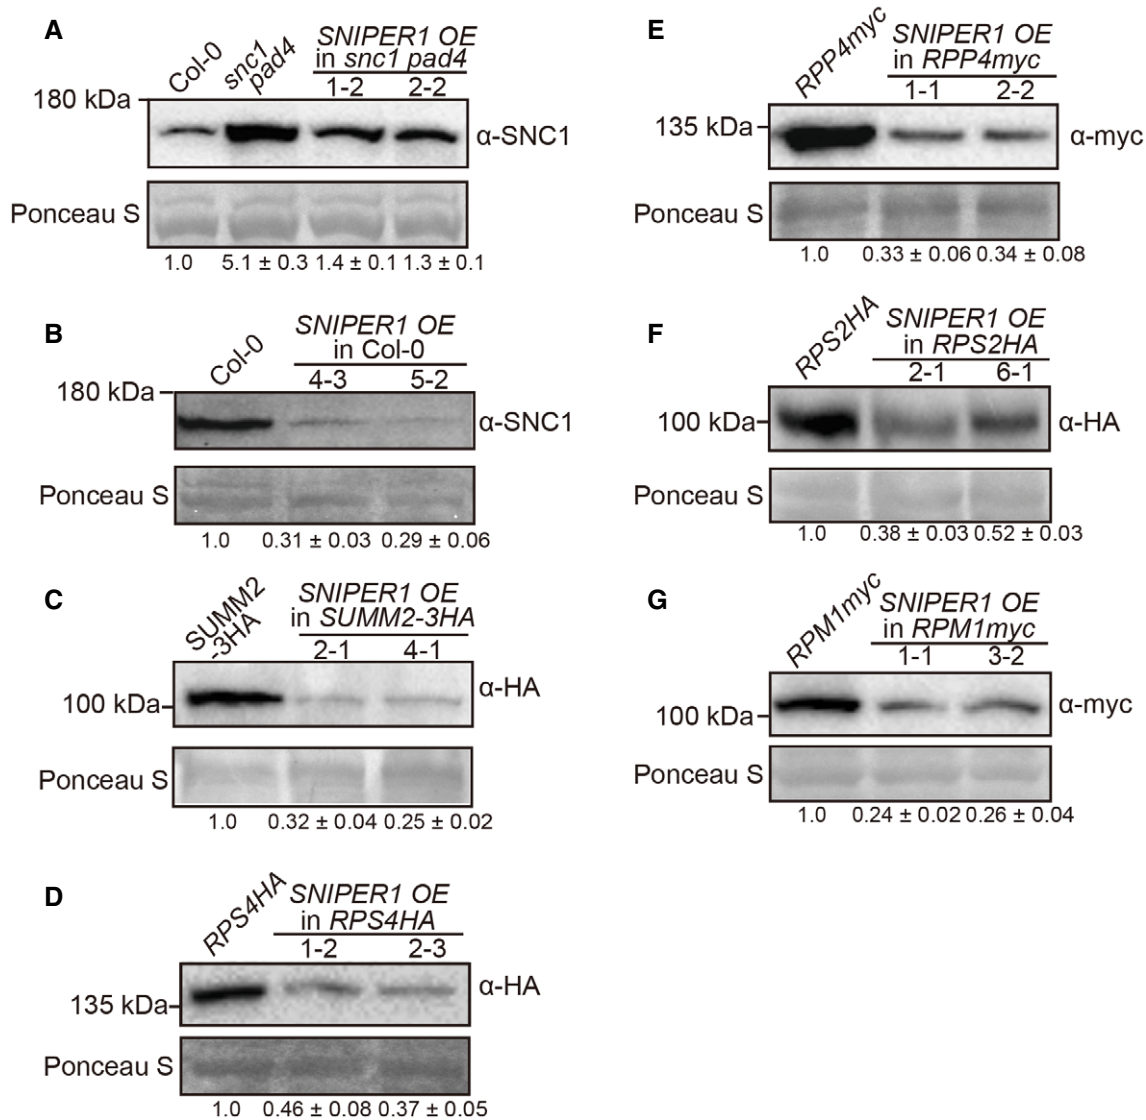 A
Col-0
snc1
pad4
SNIPER1 OE
in snc1 pad4
1-2 2-2
180 kDa
α-SNC1
Ponceau S
1.0 5.1 ± 0.3 1.4 ± 0.1 1.3 ± 0.1
B
Col-0
SNIPER1 OE
in Col-0
4-3 5-2
180 kDa
α-SNC1
Ponceau S
1.0 0.31 ± 0.03 0.29 ± 0.06
C
SUMM2
-3HA
SNIPER1 OE
in SUMM2-3HA
2-1 4-1
100 kDa
α-HA
Ponceau S
1.0 0.32 ± 0.04 0.25 ± 0.02
D
RPS4HA
SNIPER1 OE
in RPS4HA
1-2 2-3
135 kDa
α-HA
Ponceau S
1.0 0.46 ± 0.08 0.37 ± 0.05
E
RPP4myc
SNIPER1 OE
in RPP4myc
1-1 2-2
135 kDa
α-myc
Ponceau S
1.0 0.33 ± 0.06 0.34 ± 0.08
F
RPS2HA
SNIPER1 OE
in RPS2HA
2-1 6-1
100 kDa
α-HA
Ponceau S
1.0 0.38 ± 0.03 0.52 ± 0.03
G
RPM1myc
SNIPER1 OE
in RPM1myc
1-1 3-2
100 kDa
α-myc
Ponceau S
1.0 0.24 ± 0.02 0.26 ± 0.04